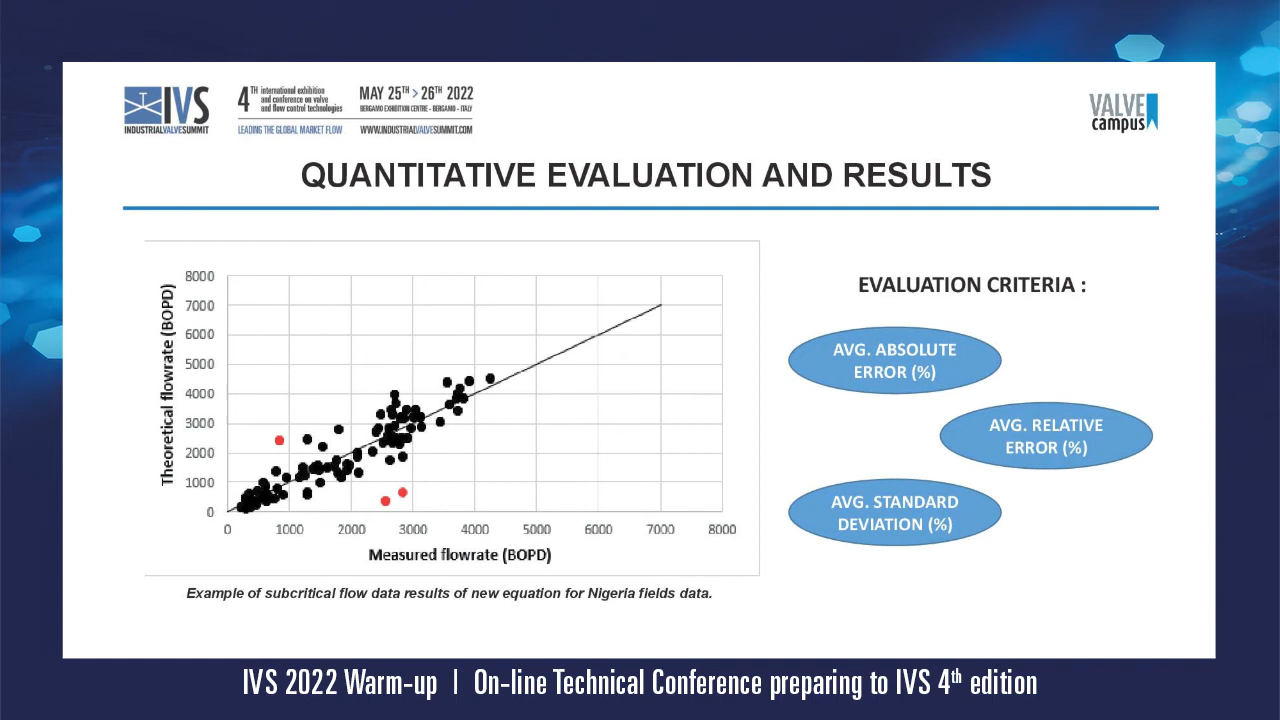 IVS
INDUSTRIALVALVESUMMIT
4TH international exhibition
and conference on valve
and flow control technologies
LEADING THE GLOBAL MARKET FLOW
MAY 25TH > 26TH 2022
BERGAMO EXHIBITION CENTRE - BERGAMO - ITALY
WWW.INDUSTRIALVALVESUMMIT.COM
VALVE
campus
QUANTITATIVE EVALUATION AND RESULTS
Theoretical flowrate (BOPD)
8000
7000
6000
5000
4000
3000
2000
1000
0
0 1000 2000 3000 4000 5000 6000 7000 8000
Measured flowrate (BOPD)
Example of subcritical flow data results of new equation for Nigeria fields data.
EVALUATION CRITERIA :
AVG. ABSOLUTE
ERROR (%)
AVG. RELATIVE
ERROR (%)
AVG. STANDARD
DEVIATION (%)
IVS 2022 Warm-up | On-line Technical Conference preparing to IVS 4th edition